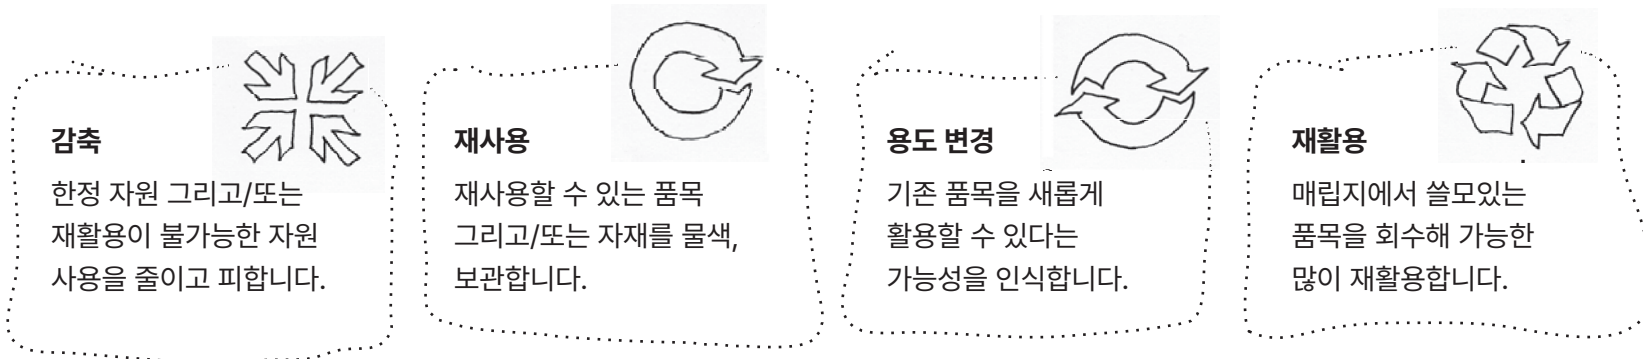 감축
한정 자원 그리고/또는
재활용이 불가능한 자원
사용을 줄이고 피합니다.
재사용
재사용할 수 있는 품목
그리고/또는 자재를 물색,
보관합니다.
용도 변경
기존 품목을 새롭게
활용할 수 있다는
가능성을 인식합니다.
재활용
매립지에서 쓸모있는
품목을 회수해 가능한
많이 재활용합니다.